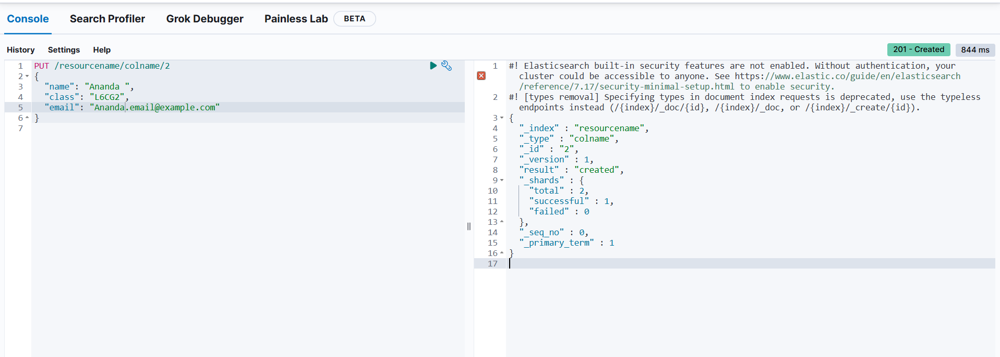 Console Search Profiler Grok Debugger Painless Lab BETA
History Settings Help
201 - Created 844 ms
1 PUT /resourcename/colname/2
2 {
3 "name": "Ananda ",
4 "class": "L6CG2",
5 "email": "Ananda.email@example.com"
6 }
7
1 #! Elasticsearch built-in security features are not enabled. Without authentication, your
cluster could be accessible to anyone. See https://www.elastic.co/guide/en/elasticsearch
/reference/7.17/security-minimal-setup.html to enable security.
2 #! [types removal] Specifying types in document index requests is deprecated, use the typeless
endpoints instead (/{index}/_doc/{id}, /{index}/_doc, or /{index}/_create/{id}).
3 {
4 "_index" : "resourcename",
5 "_type" : "colname",
6 "_id" : "2",
7 "_version" : 1,
8 "result" : "created",
9 "_shards" : {
10 "total" : 2,
11 "successful" : 1,
12 "failed" : 0
13 },
14 "_seq_no" : 0,
15 "_primary_term" : 1
16 }
17